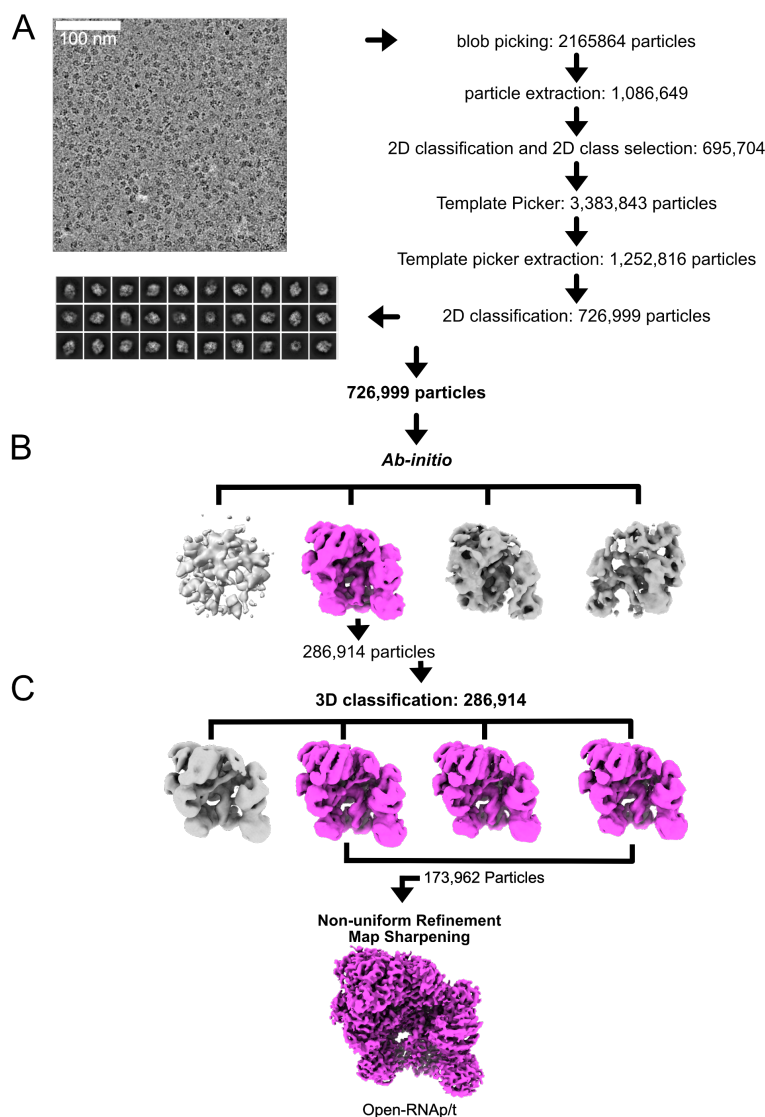 A
100 nm
blob picking: 2165864 particles
particle extraction: 1,086,649
2D classification and 2D class selection: 695,704
Template Picker: 3,383,843 particles
Template picker extraction: 1,252,816 particles
2D classification: 726,999 particles
726,999 particles
B
Ab-initio
286,914 particles
C
3D classification: 286,914
173,962 Particles
Non-uniform Refinement
Map Sharpening
Open-RNAp/t